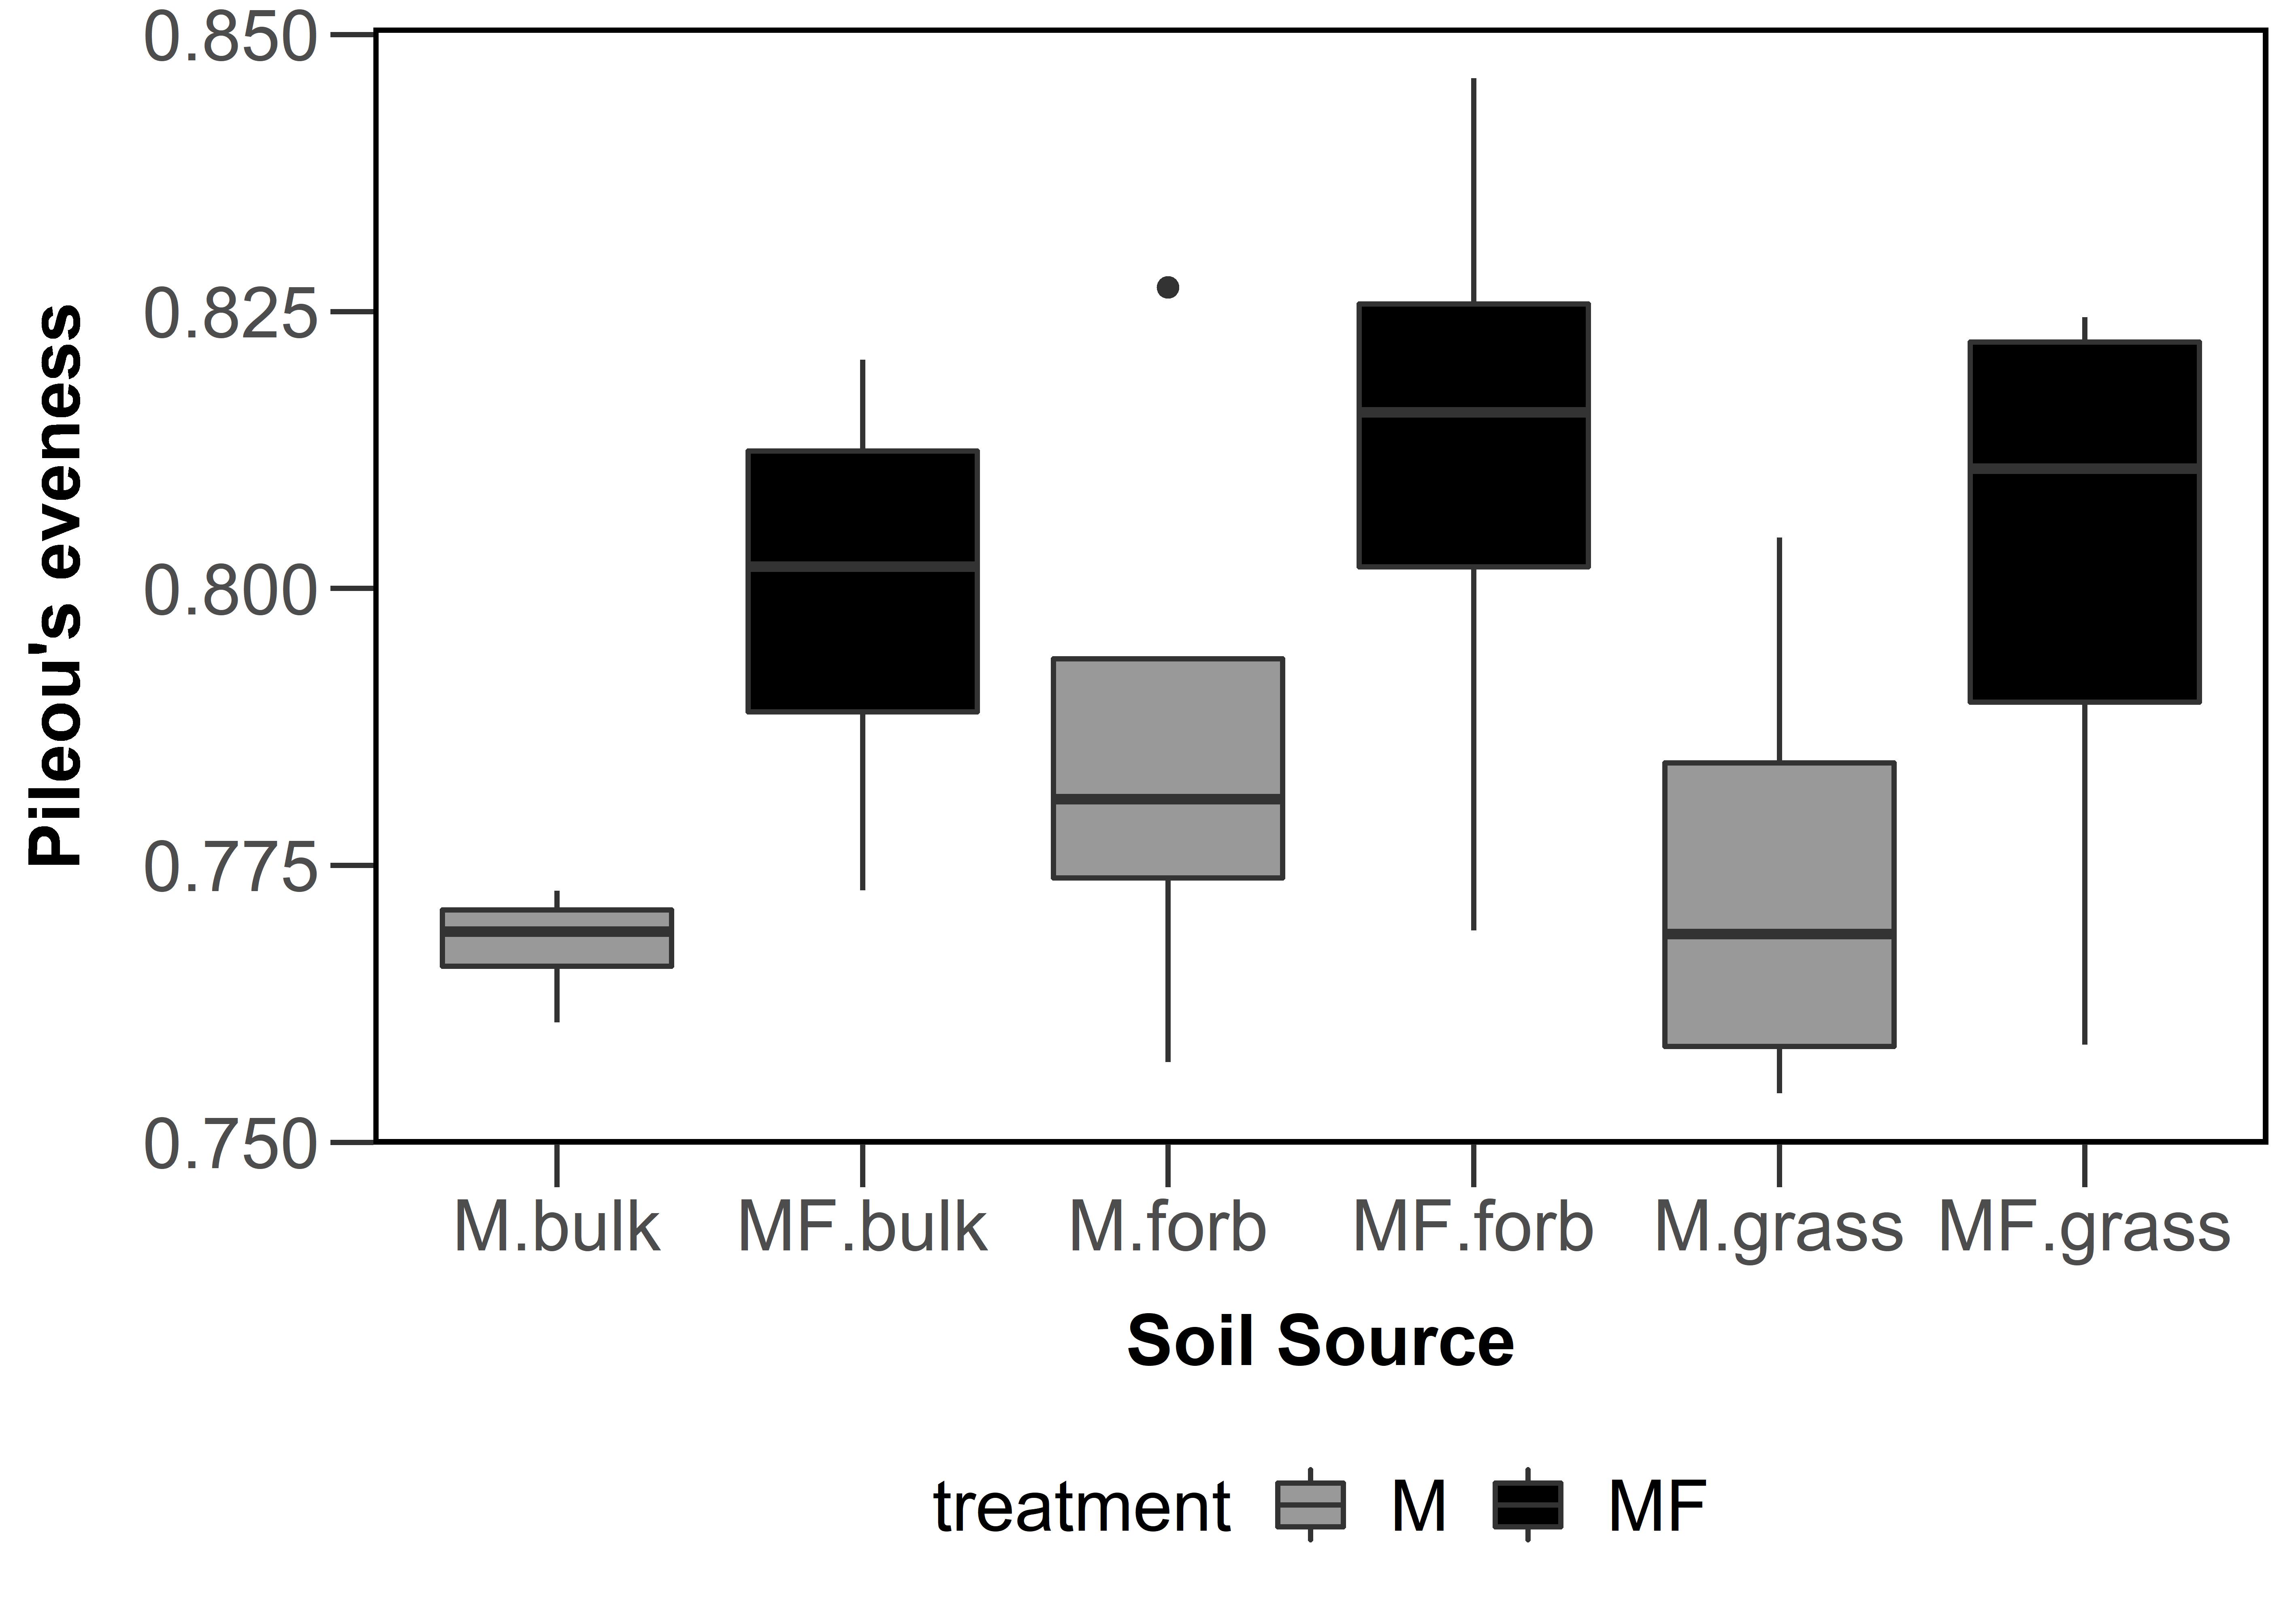 Pileou's eveness
0.850
0.825
0.800
0.775
0.750
M.bulk MF.bulk M.forb MF.forb M.grass MF.grass
Soil Source
treatment M MF